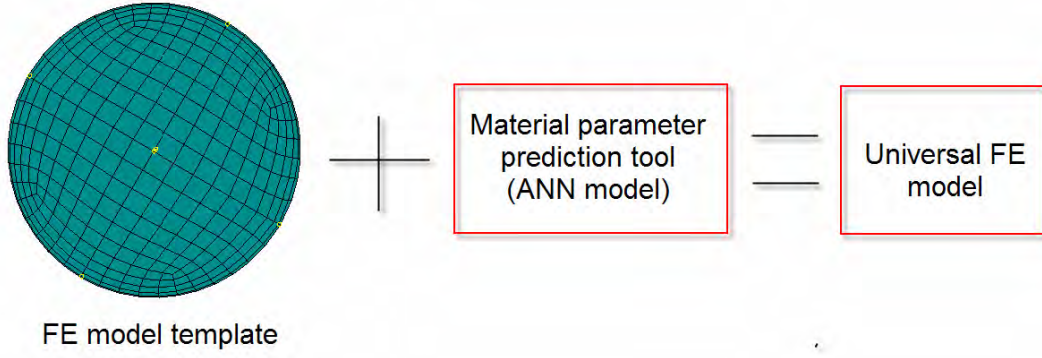 Material parameter
prediction tool
(ANN model)
Universal FE
model
FE model template